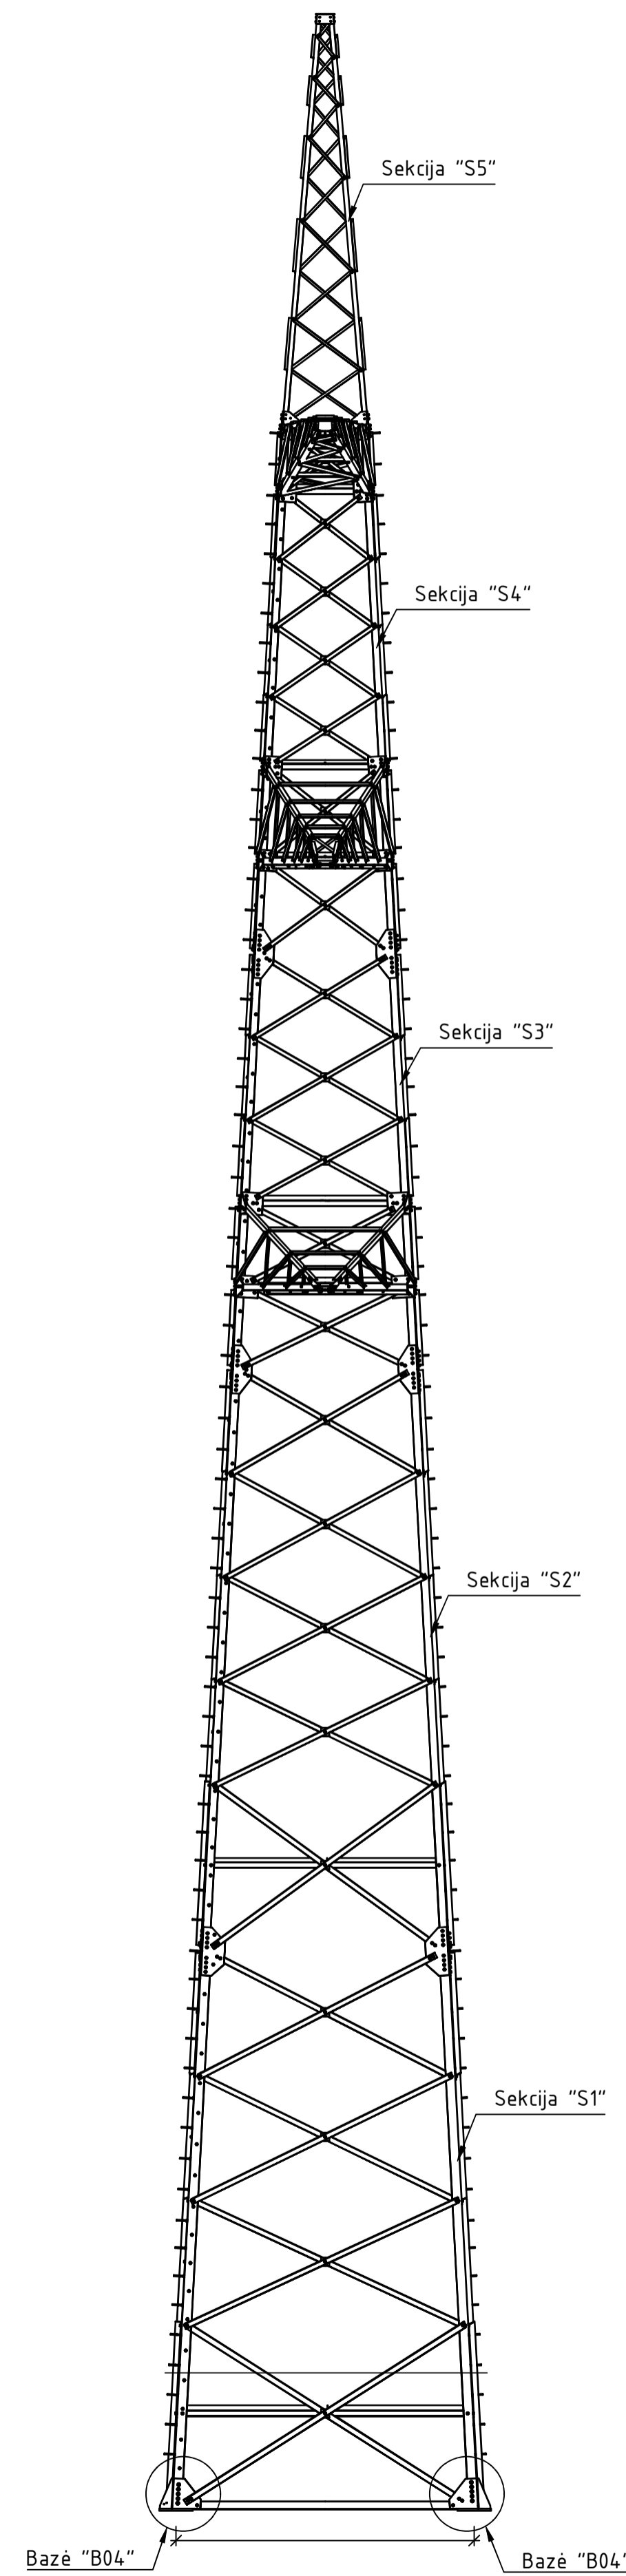 Sekcija "S5"
Sekcija "S4"
Sekcija "S3"
Sekcija "S2"
Sekcija "S1"
Bazė "B04"
Bazė "B04"